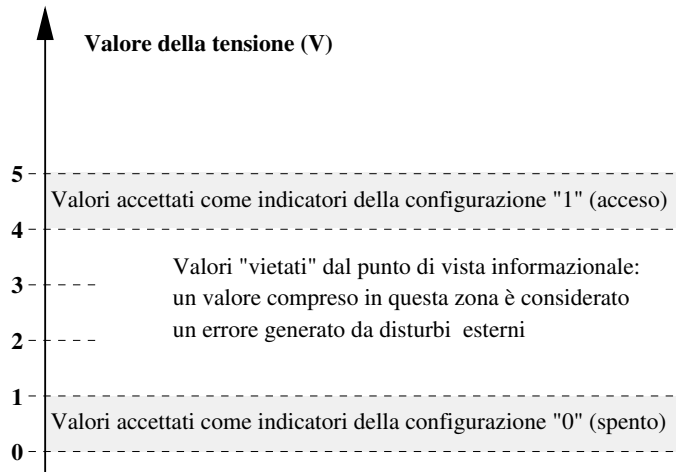 Valore della tensione (V)
5
Valori accettati come indicatori della configurazione "1" (acceso)
4
Valori "vietati" dal punto di vista informazionale:
3
un valore compreso in questa zona è considerato
un errore generato da disturbi esterni
2
1
Valori accettati come indicatori della configurazione "0" (spento)
0